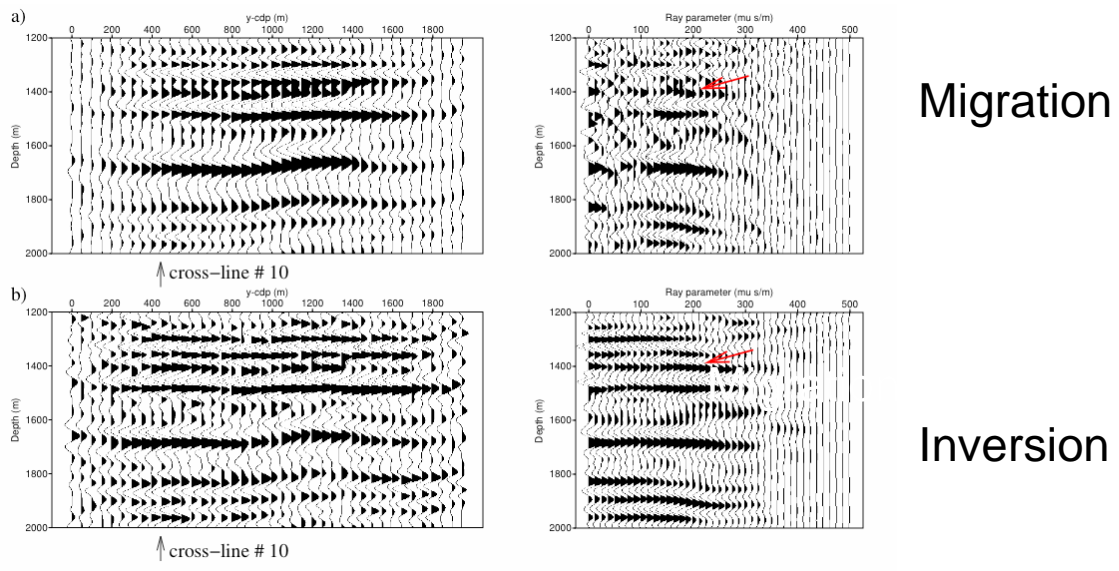 a)
y-cdp (m)
0 200 400 600 800 1000 1200 1400 1600 1800
Depth (m)
1200
1400
1600
1800
2000
cross-line # 10
Ray parameter (mu s/m)
0 100 200 300 400 500
Depth (m)
1200
1400
1600
1800
2000
Migration
b)
y-cdp (m)
0 200 400 600 800 1000 1200 1400 1600 1800
Depth (m)
1200
1400
1600
1800
2000
cross-line # 10
Ray parameter (mu s/m)
0 100 200 300 400 500
Depth (m)
1200
1400
1600
1800
2000
Inversion